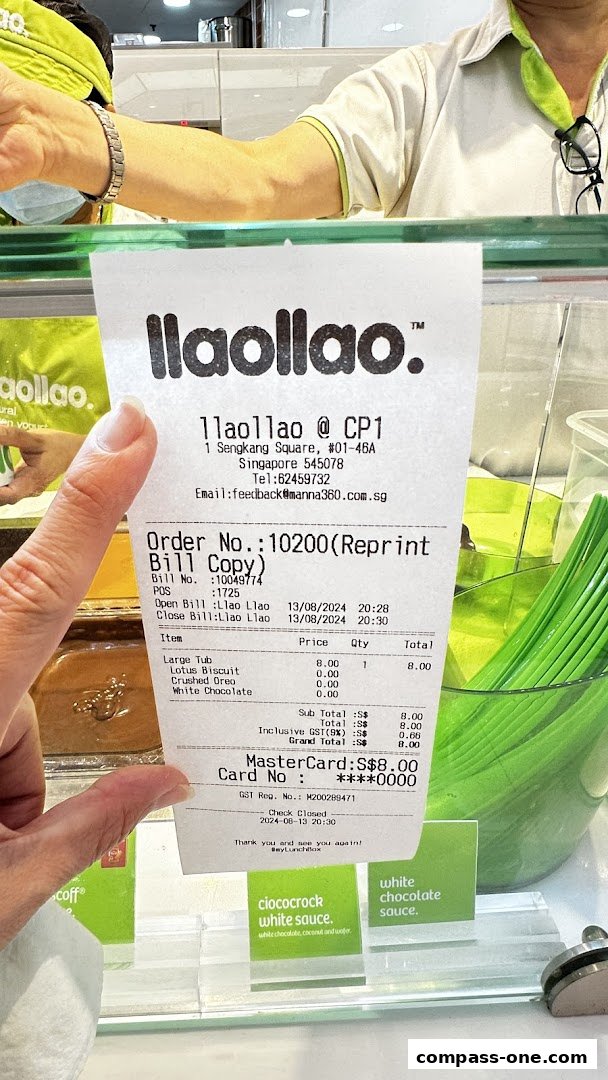 llaollao.™
llaollao @ CP1
1 Sengkang Square, #01-46A
Singapore 545078
Tel:62459732
Email:feedback@manna360.com.sg
Order No.:10200(Reprint
Bill Copy)
Bill No. :10049774
POS :1725
Open Bill :Llao Llao 13/08/2024 20:28
Close Bill:Llao Llao 13/08/2024 20:30
Item Price Qty Total
Large Tub 8.00 1 8.00
Lotus Biscuit 0.00
Crushed Oreo 0.00
White Chocolate 0.00
Sub Total :S$ 8.00
Total :S$ 8.00
Inclusive GST(9%) :S$ 0.66
Grand Total :S$ 8.00
MasterCard:S$8.00
Card No : ****0000
GST Reg. No.: M200289471
Check Closed
2024-08-13 20:30
Thank you and see you again!
#myLunchBox
aollao.
ural
en yogur
coff®
e.
ciocorock
white sauce.
white chocolate, coconut and wafer.
white
chocolate
sauce.
compass-one.com